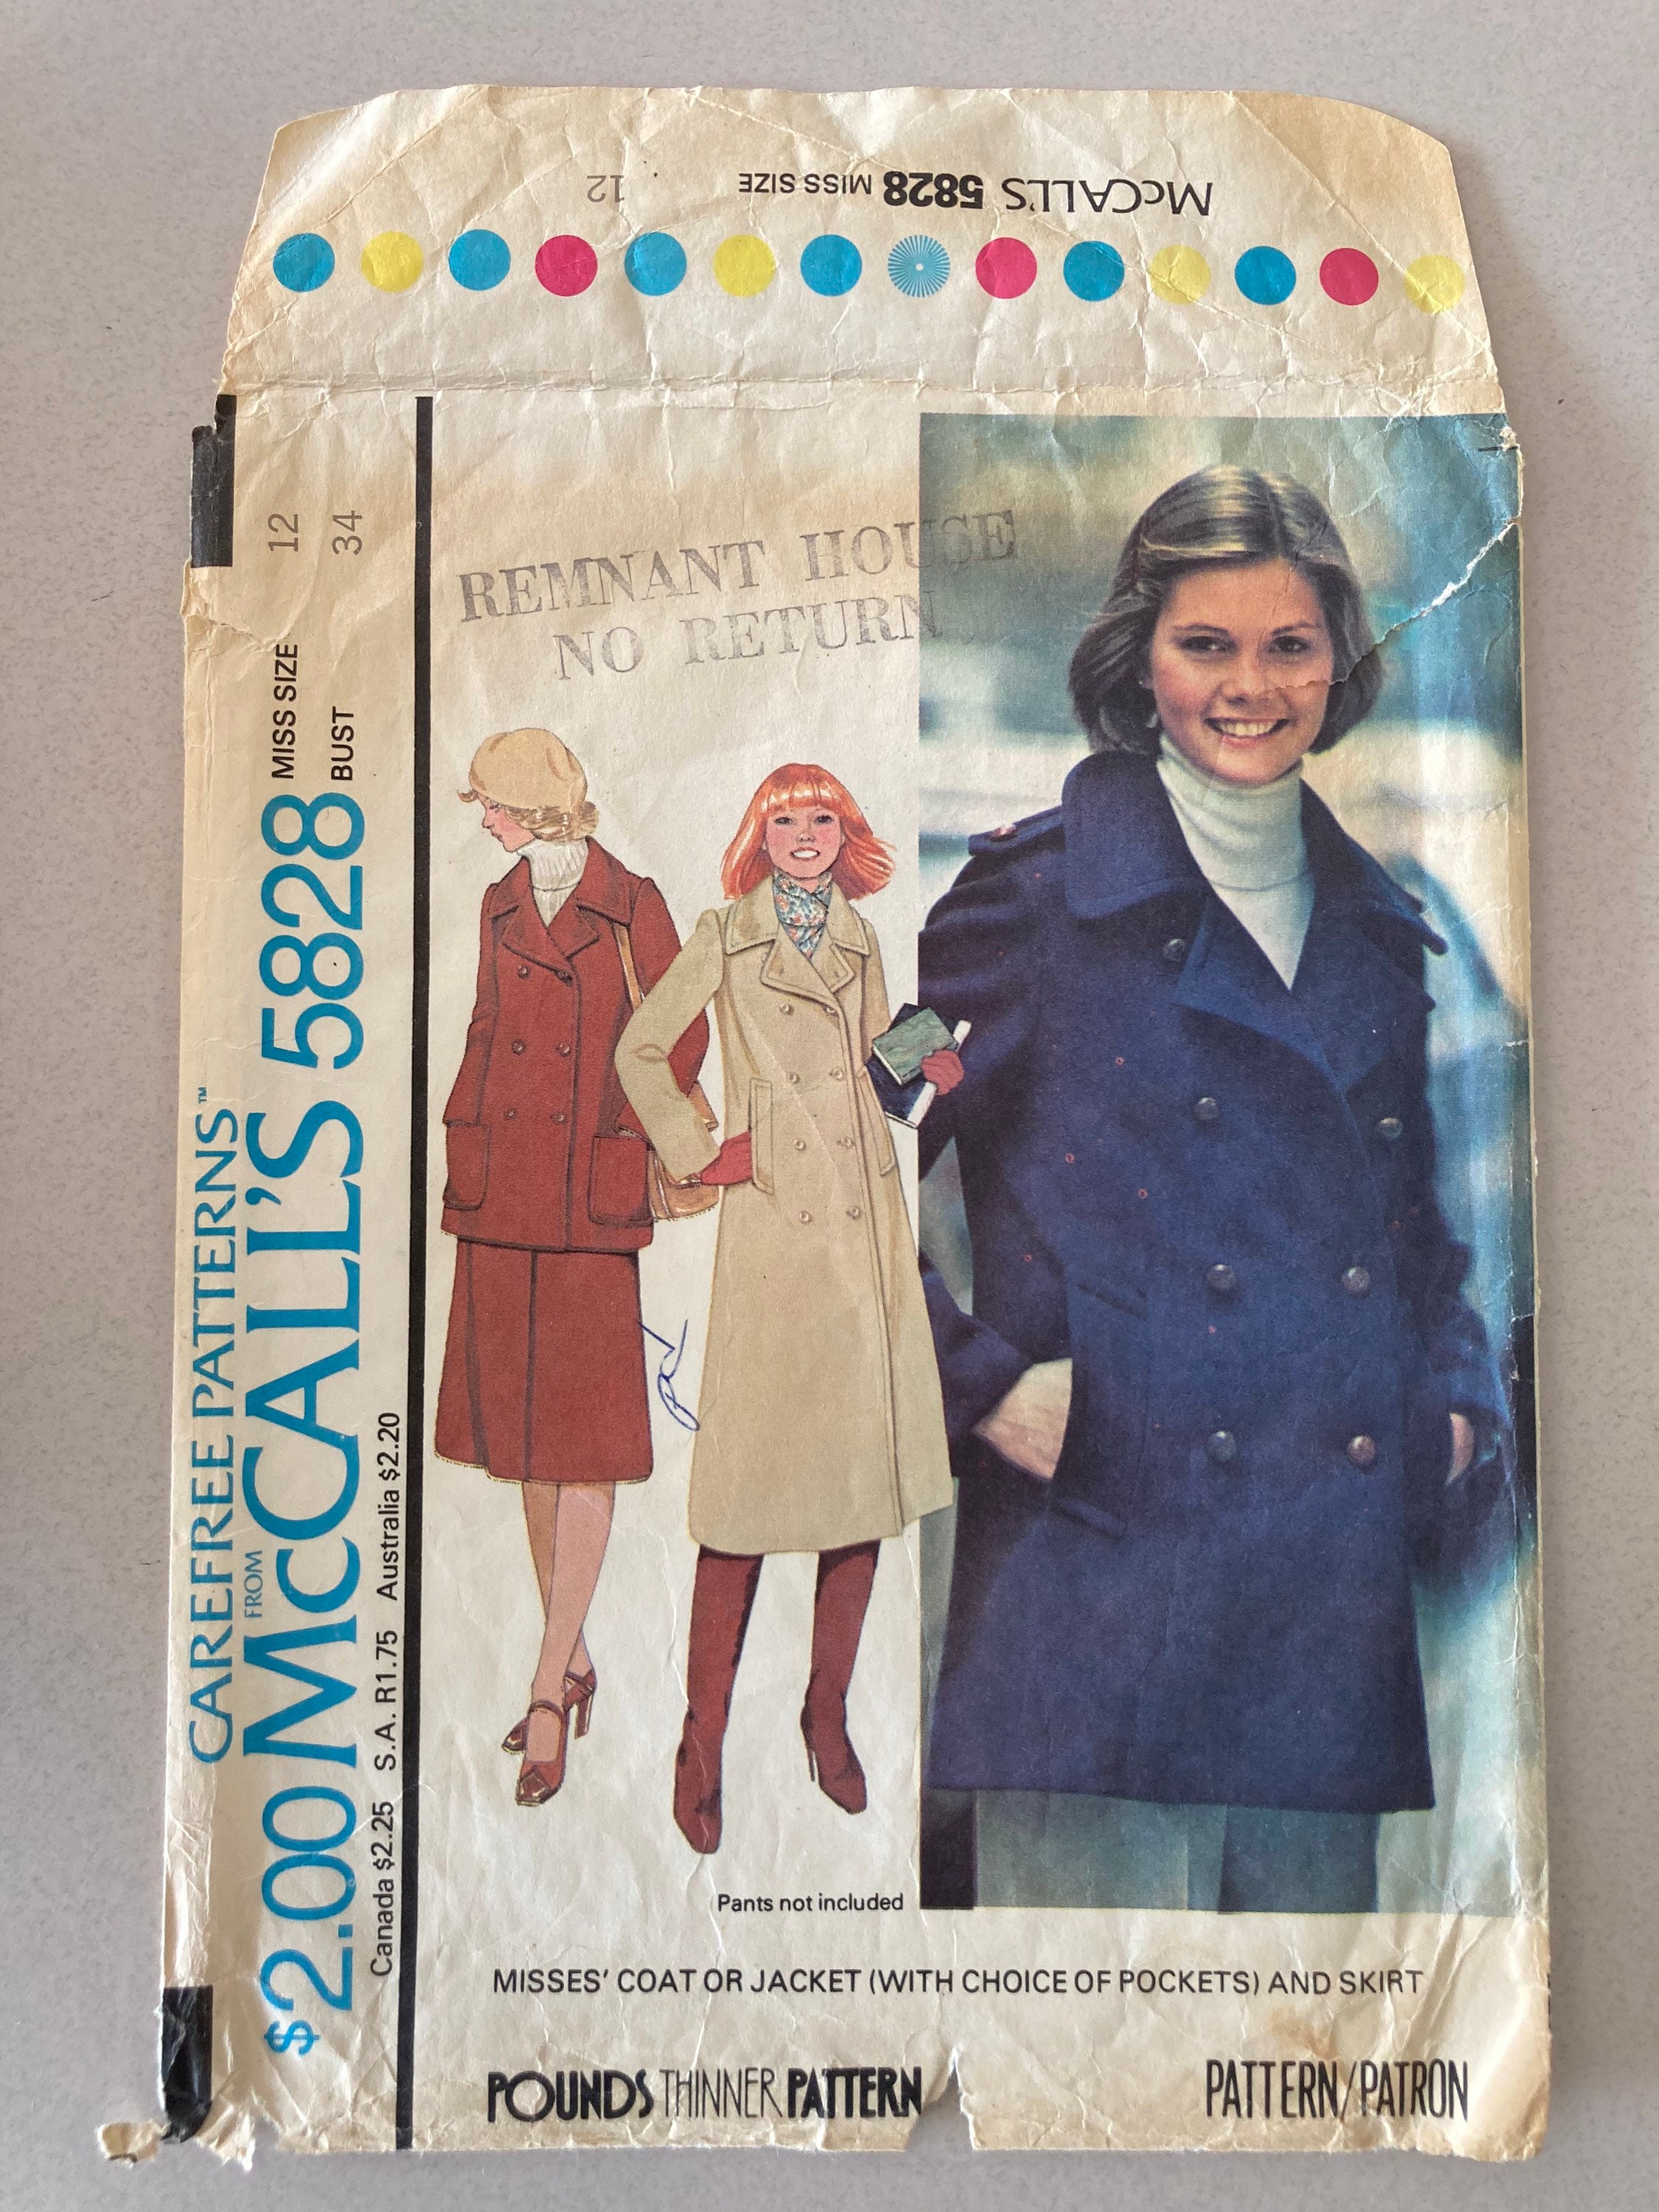 McCALL'S 5828 MISS SIZE 12
CAREFREE PATTERNS™
FROM
$2.00 McCALL'S 5828
MISS SIZE 12
BUST 34
Canada $2.25 S.A. R1.75 Australia $2.20
REMNANT HOUSE
NO RETURN
Pants not included
MISSES' COAT OR JACKET (WITH CHOICE OF POCKETS) AND SKIRT
POUNDS THINNER PATTERN
PATTERN/PATRON